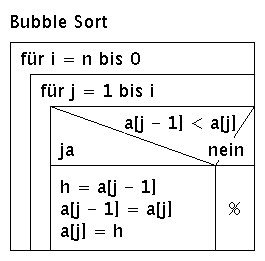 Bubble Sort
für i = n bis 0
für j = 1 bis i
a[j - 1] < a[j]
ja nein
h = a[j - 1]
a[j - 1] = a[j]
a[j] = h
%